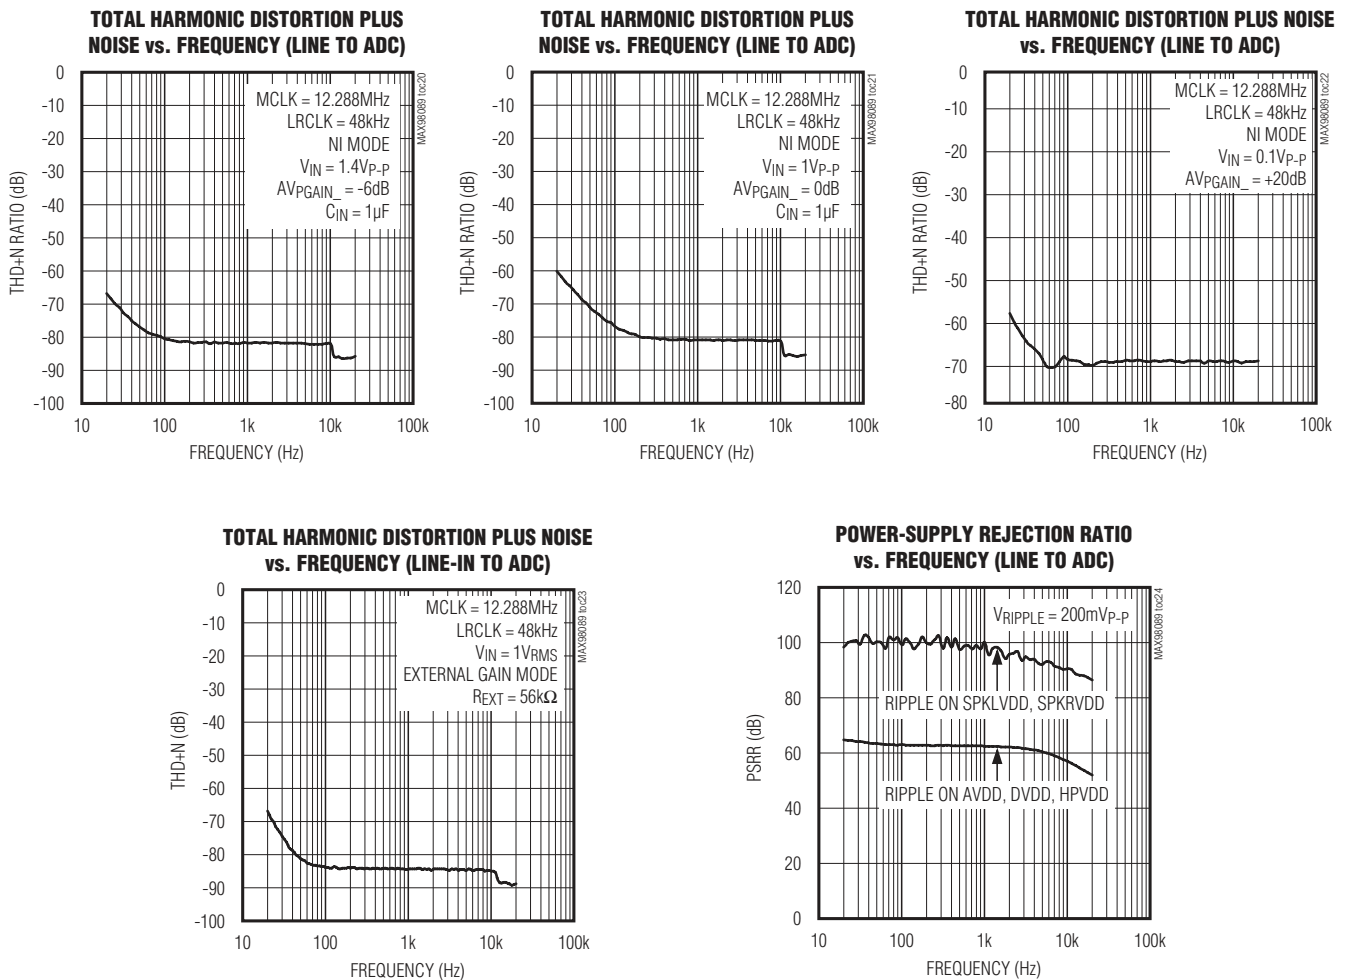 TOTAL HARMONIC DISTORTION PLUS
NOISE vs. FREQUENCY (LINE TO ADC)
0
-10
-20
-30
-40
-50
-60
-70
-80
-90
-100
THD+N RATIO (dB)
MCLK = 12.288MHz
LRCLK = 48kHz
NI MODE
VIN = 1.4VP-P
AVPGAIN_ = -6dB
CIN = 1µF
MAX98089 toc20
10
100
1k
10k
100k
FREQUENCY (Hz)
TOTAL HARMONIC DISTORTION PLUS
NOISE vs. FREQUENCY (LINE TO ADC)
0
-10
-20
-30
-40
-50
-60
-70
-80
-90
-100
THD+N RATIO (dB)
MCLK = 12.288MHz
LRCLK = 48kHz
NI MODE
VIN = 1VP-P
AVPGAIN_ = 0dB
CIN = 1µF
MAX98089 toc21
10
100
1k
10k
100k
FREQUENCY (Hz)
TOTAL HARMONIC DISTORTION PLUS NOISE
vs. FREQUENCY (LINE TO ADC)
0
-10
-20
-30
-40
-50
-60
-70
-80
THD+N RATIO (dB)
MCLK = 12.288MHz
LRCLK = 48kHz
NI MODE
VIN = 0.1VP-P
AVPGAIN_ = +20dB
MAX98089 toc22
10
100
1k
10k
100k
FREQUENCY (Hz)
TOTAL HARMONIC DISTORTION PLUS NOISE
vs. FREQUENCY (LINE-IN TO ADC)
0
-10
-20
-30
-40
-50
-60
-70
-80
-90
-100
THD+N (dB)
MCLK = 12.288MHz
LRCLK = 48kHz
VIN = 1VRMS
EXTERNAL GAIN MODE
REXT = 56kΩ
MAX98089 toc23
10
100
1k
10k
100k
FREQUENCY (Hz)
POWER-SUPPLY REJECTION RATIO
vs. FREQUENCY (LINE TO ADC)
120
100
80
60
40
20
0
PSRR (dB)
VRIPPLE = 200mVP-P
RIPPLE ON SPKLVDD, SPKRVDD
RIPPLE ON AVDD, DVDD, HPVDD
MAX98089 toc24
10
100
1k
10k
100k
FREQUENCY (Hz)